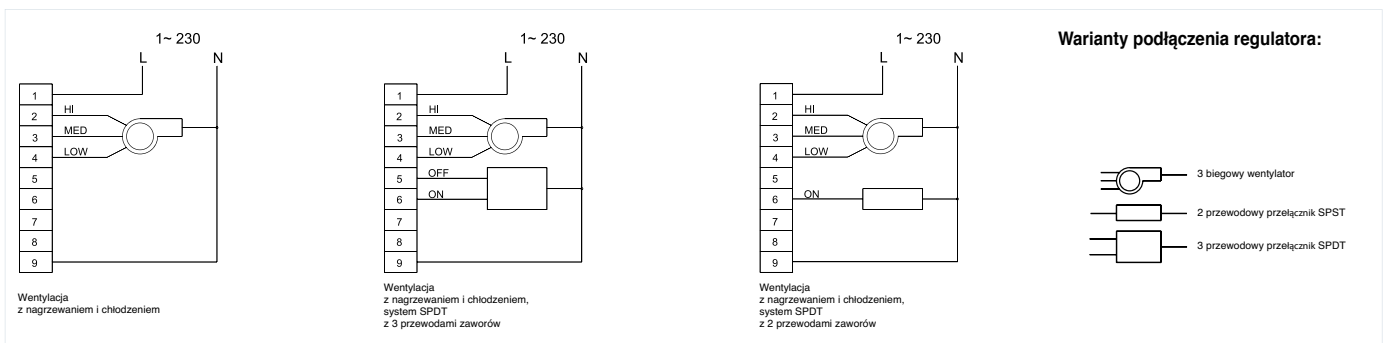 1~ 230
L N
1
2 HI
3 MED
4 LOW
5
6
7
8
9
Wentylacja
z nagrzewaniem i chłodzeniem
1~ 230
L N
1
2 HI
3 MED
4 LOW
5 OFF
6 ON
7
8
9
Wentylacja
z nagrzewaniem i chłodzeniem,
system SPDT
z 3 przewodami zaworów
1~ 230
L N
1
2 HI
3 MED
4 LOW
5
6 ON
7
8
9
Wentylacja
z nagrzewaniem i chłodzeniem,
system SPDT
z 2 przewodami zaworów
Warianty podłączenia regulatora:
3 biegowy wentylator
2 przewodowy przełącznik SPST
3 przewodowy przełącznik SPDT